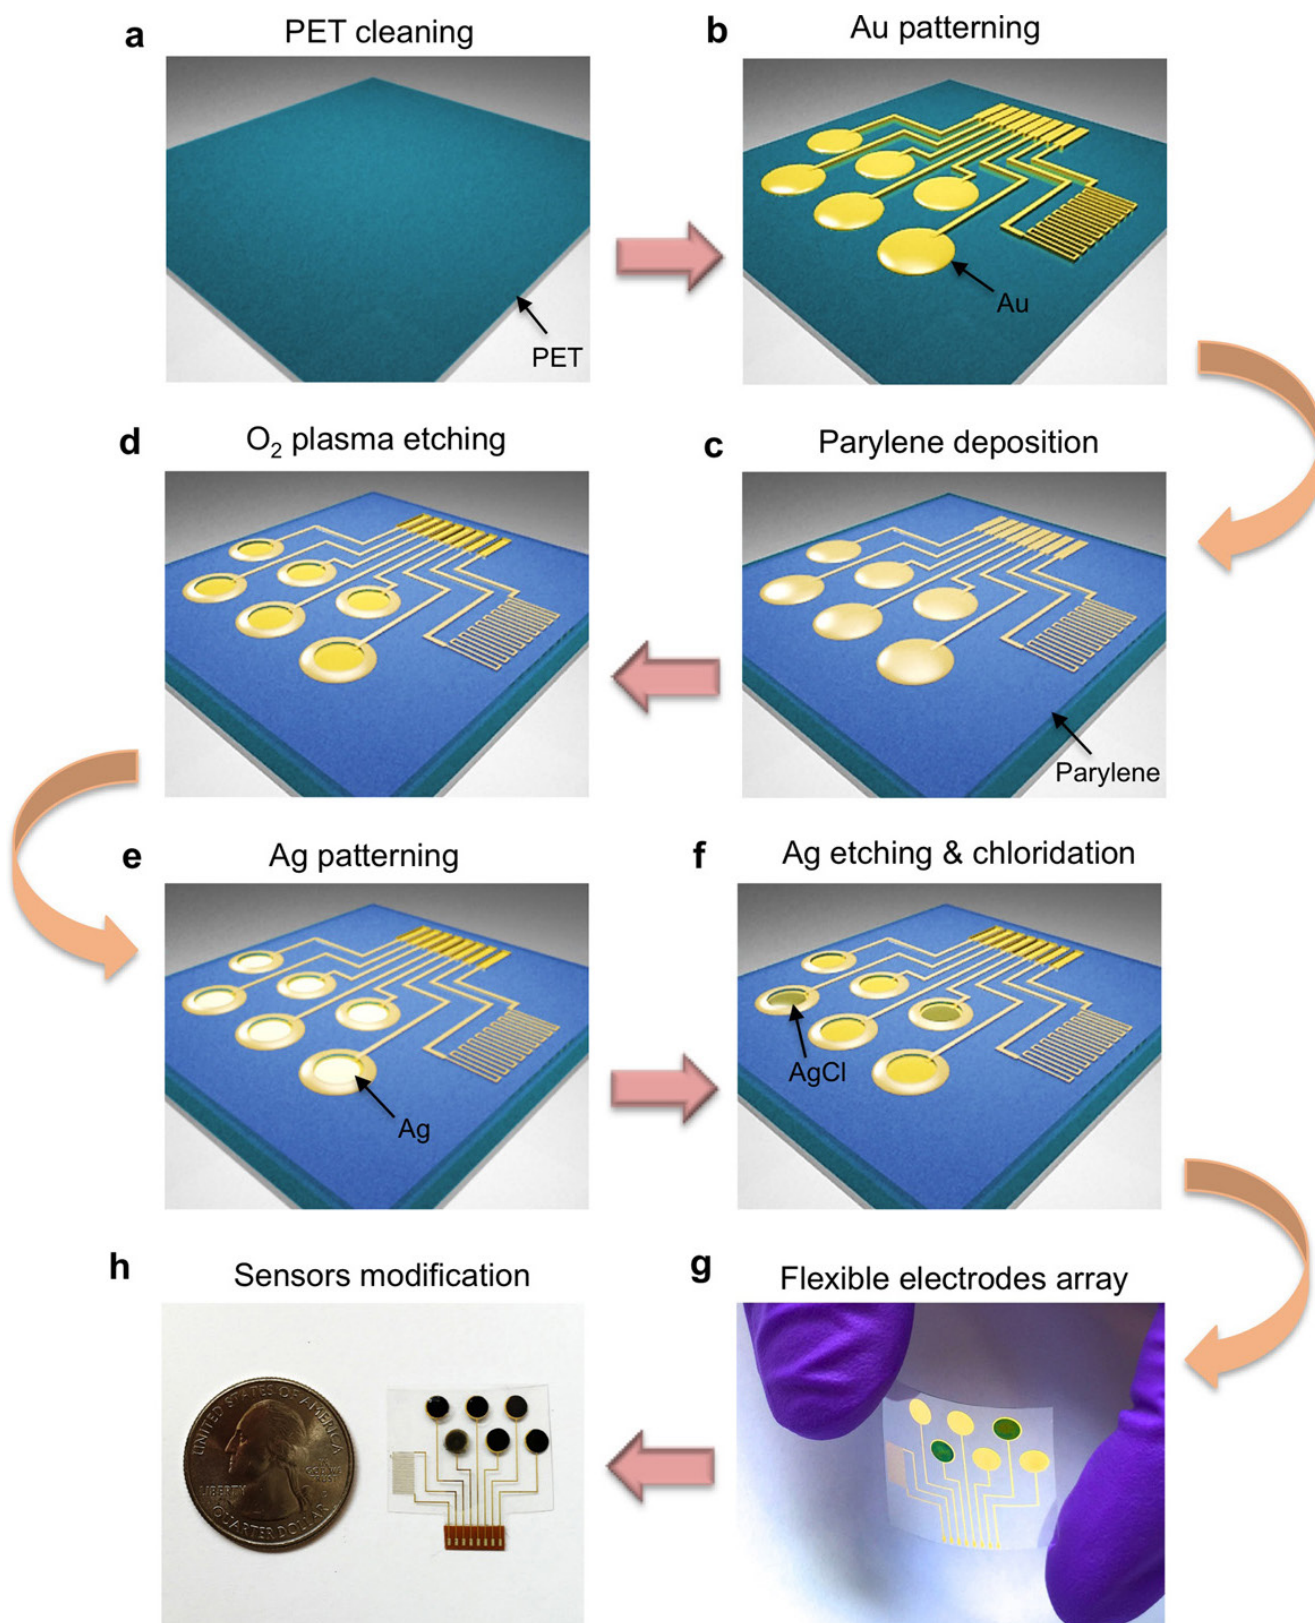 a
PET cleaning
PET
b
Au patterning
Au
c
Parylene deposition
Parylene
d
O₂ plasma etching
e
Ag patterning
Ag
f
Ag etching & chloridation
AgCl
g
Flexible electrodes array
h
Sensors modification
UNITED STATES OF AMERICA
LIBERTY
QUARTER DOLLAR